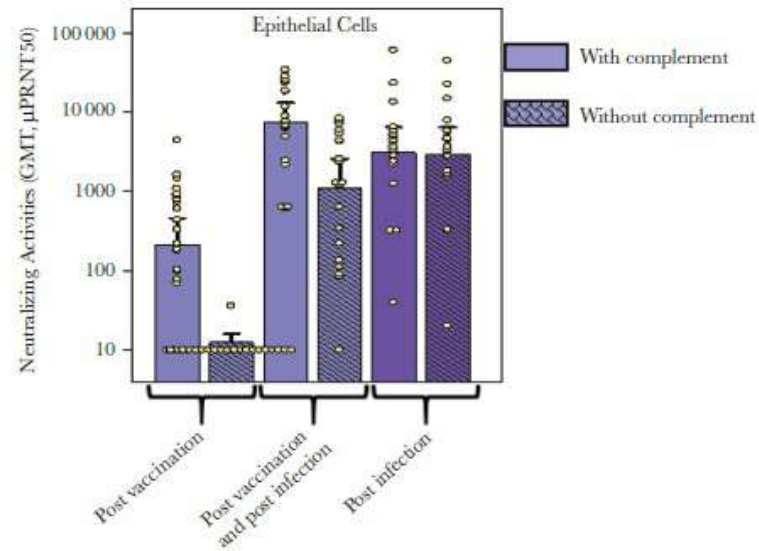 Epithelial Cells
Neutralizing Activities (GMT, µPRNT50)
100 000
10 000
1000
100
10
With complement
Without complement
Post vaccination
Post vaccination
and post infection
Post infection